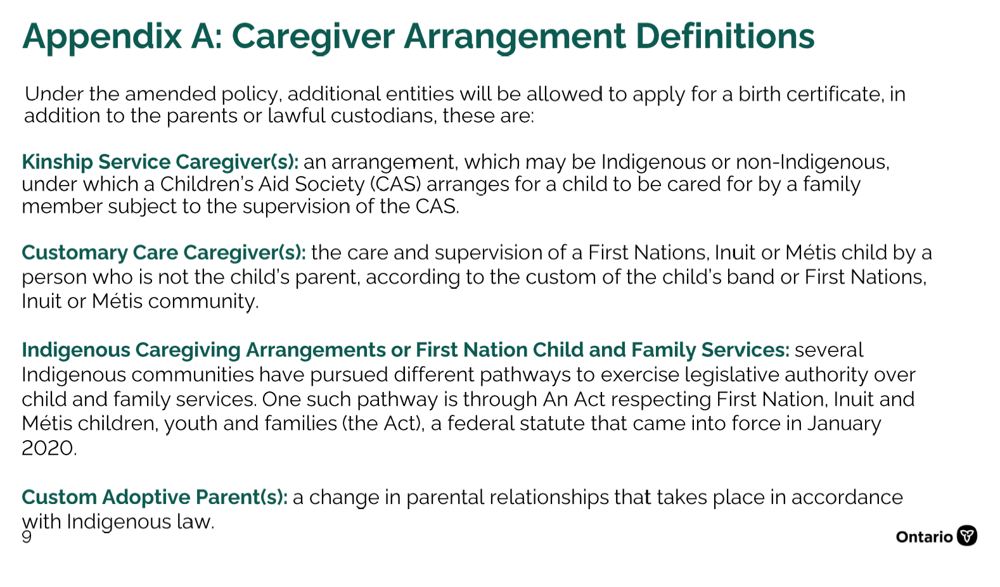 Appendix A: Caregiver Arrangement Definitions
Under the amended policy, additional entities will be allowed to apply for a birth certificate, in
addition to the parents or lawful custodians, these are:
Kinship Service Caregiver(s): an arrangement, which may be Indigenous or non-Indigenous,
under which a Children's Aid Society (CAS) arranges for a child to be cared for by a family
member subject to the supervision of the CAS.
Customary Care Caregiver(s): the care and supervision of a First Nations, Inuit or Métis child by a
person who is not the child's parent, according to the custom of the child's band or First Nations,
Inuit or Métis community.
Indigenous Caregiving Arrangements or First Nation Child and Family Services: several
Indigenous communities have pursued different pathways to exercise legislative authority over
child and family services. One such pathway is through An Act respecting First Nation, Inuit and
Métis children, youth and families (the Act), a federal statute that came into force in January
2020.
Custom Adoptive Parent(s): a change in parental relationships that takes place in accordance
with Indigenous law.
9
Ontario